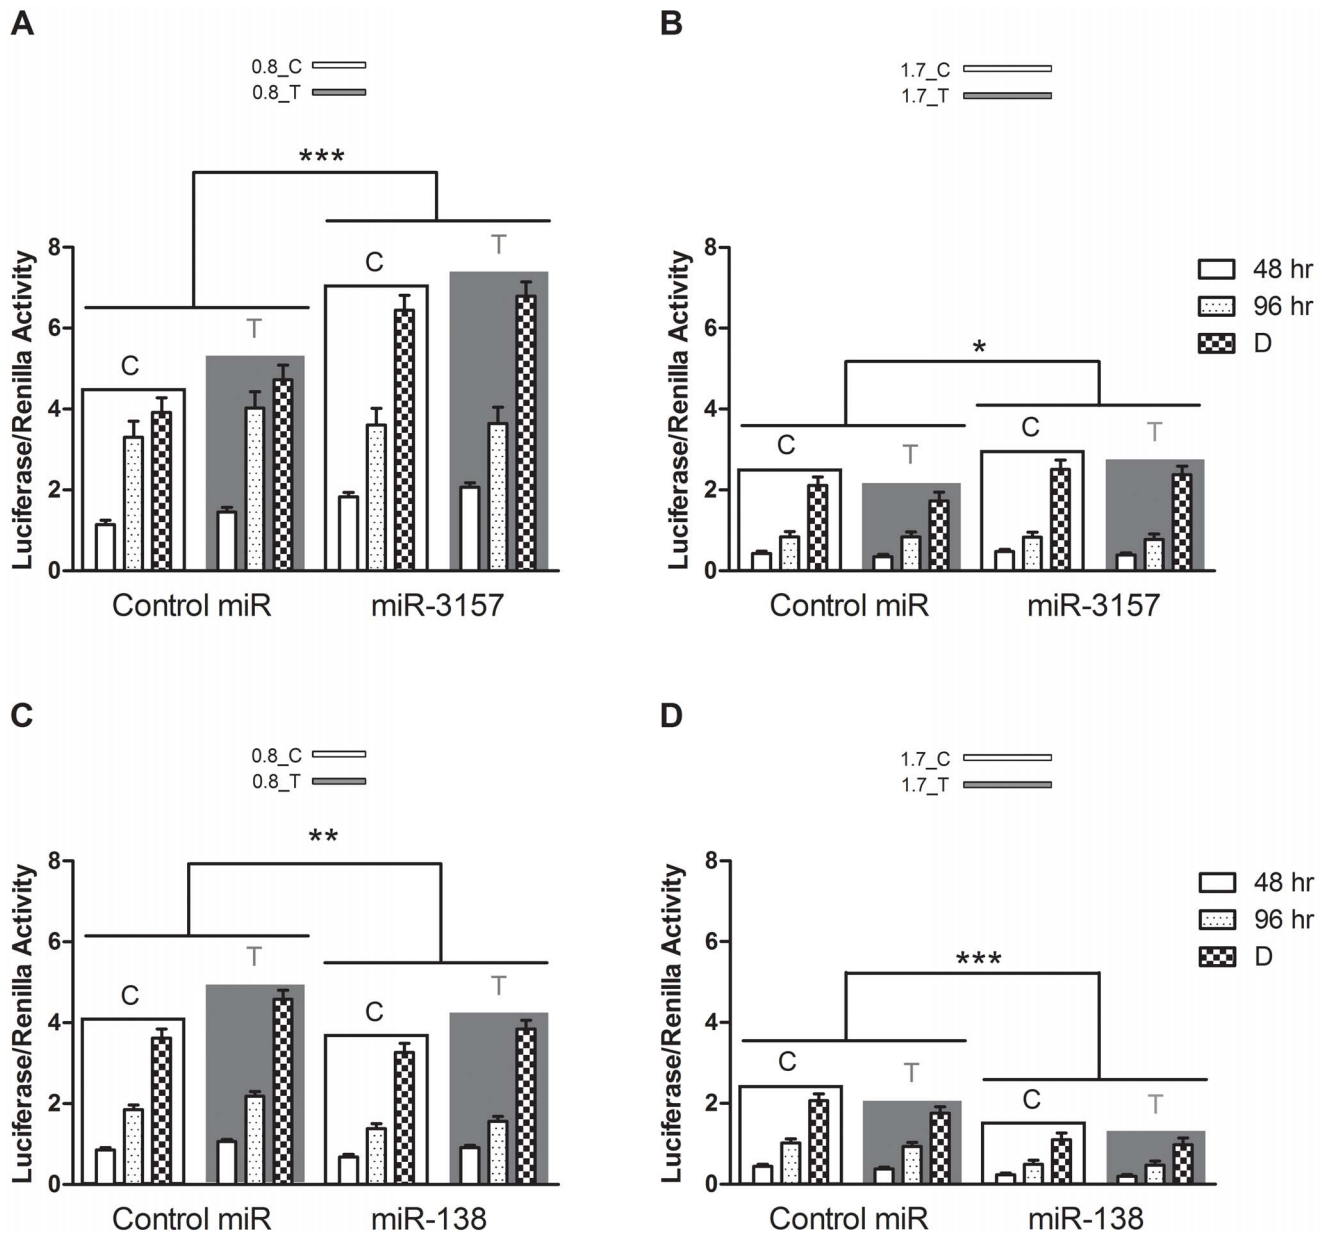 A
0.8_C
0.8_T
***
Luciferase/Renilla Activity
8
6
4
2
0
C
T
C
T
Control miR
miR-3157
B
1.7_C
1.7_T
*
Luciferase/Renilla Activity
8
6
4
2
0
C
T
C
T
Control miR
miR-3157
48 hr
96 hr
D
C
0.8_C
0.8_T
**
Luciferase/Renilla Activity
8
6
4
2
0
C
T
C
T
Control miR
miR-138
D
1.7_C
1.7_T
***
Luciferase/Renilla Activity
8
6
4
2
0
C
T
C
T
Control miR
miR-138
48 hr
96 hr
D